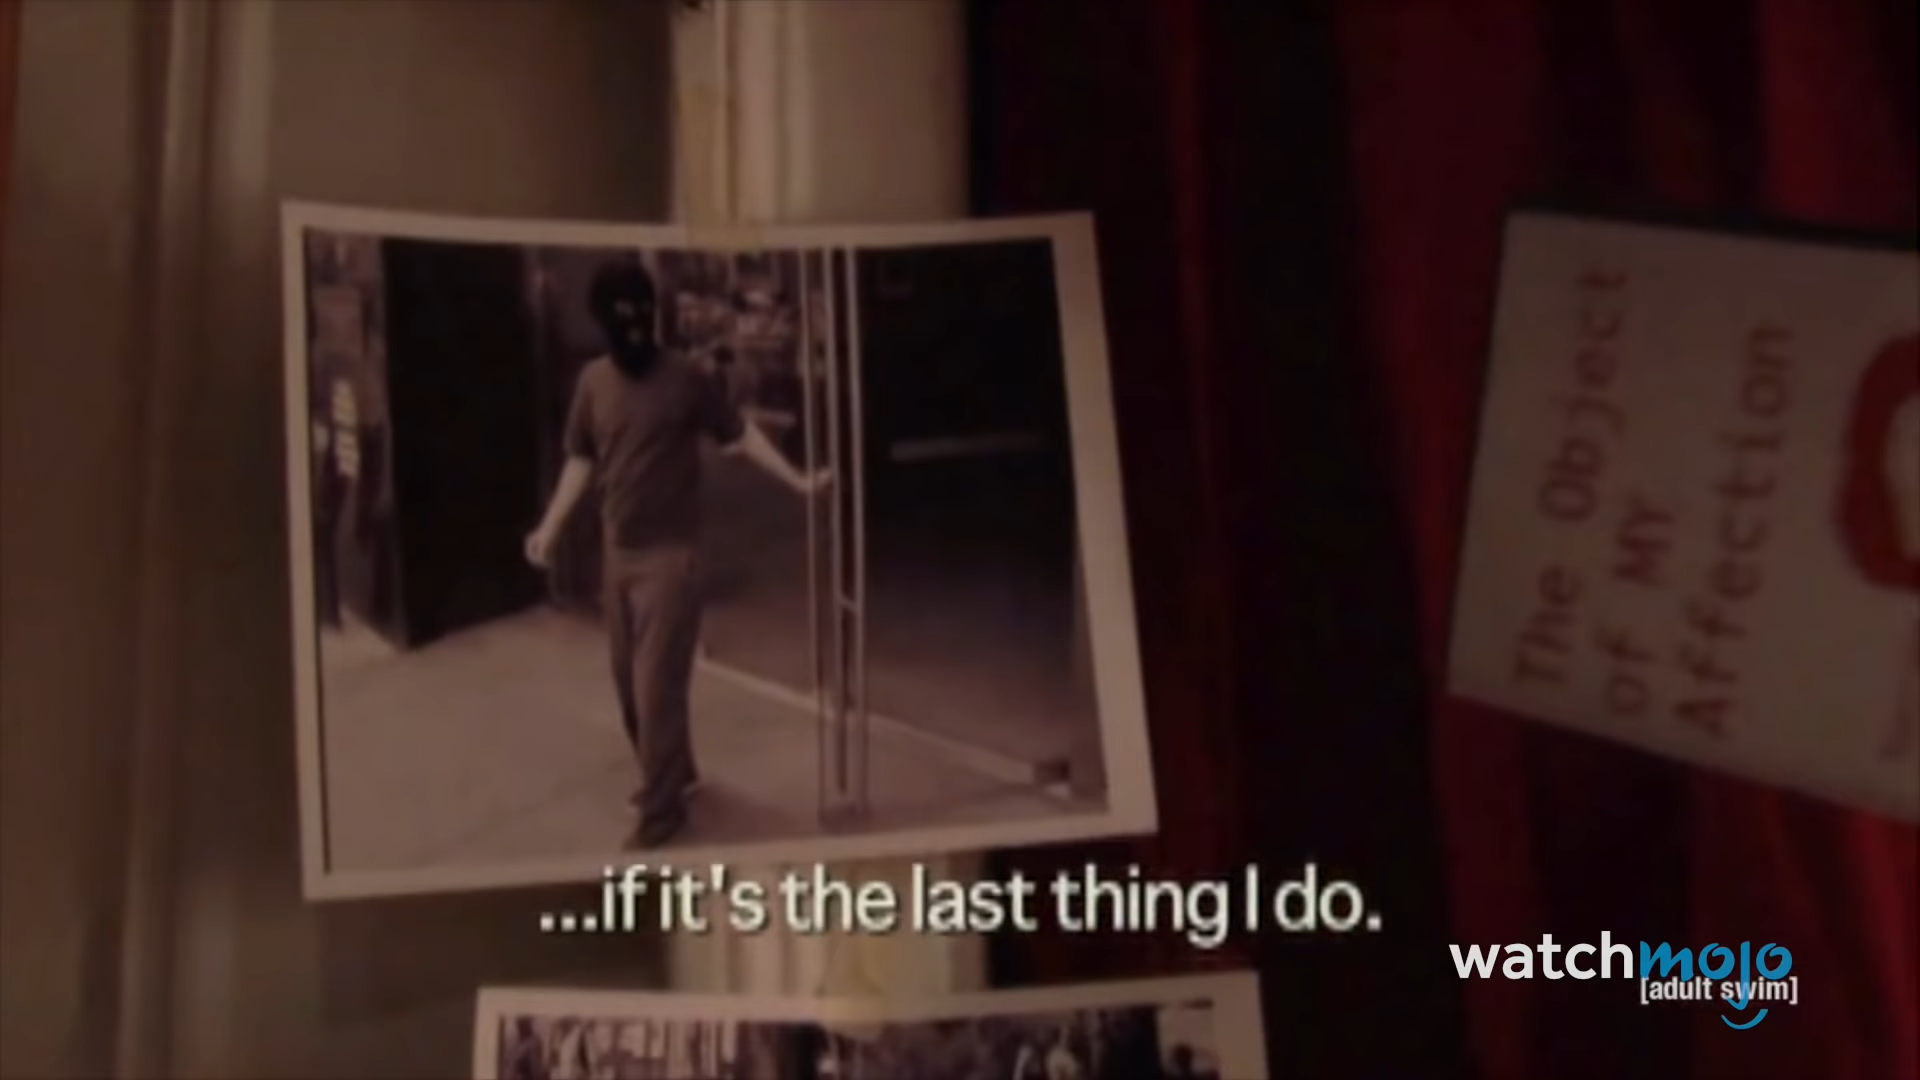 The Object
of MY
Affection
...if it's the last thing I do.
watchmojo
[adult swim]